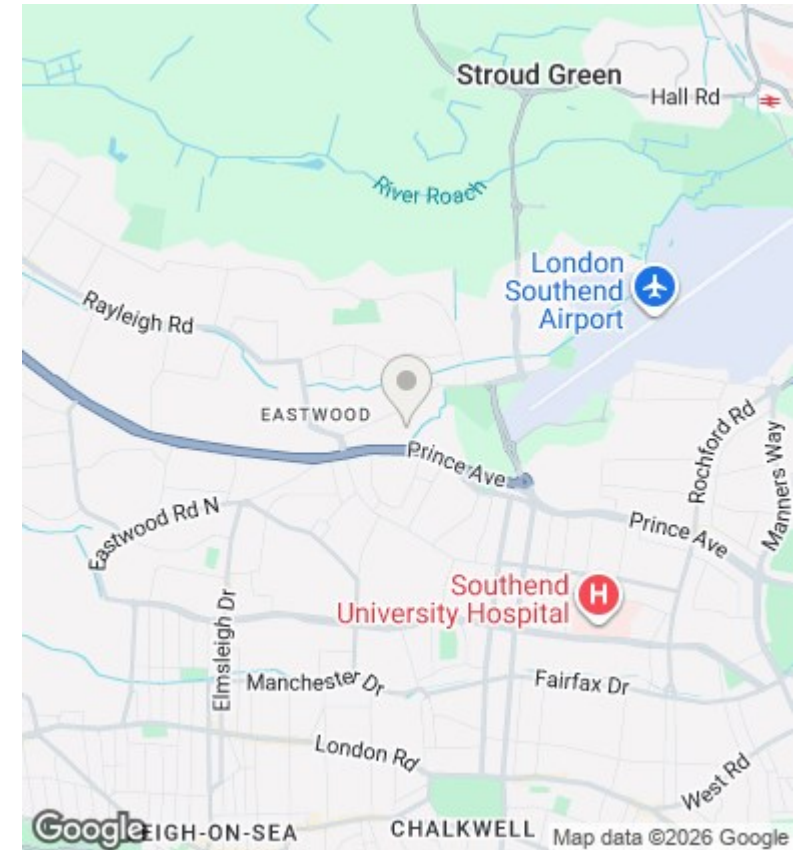 Stroud Green
Hall Rd
River Roach
London
Southend
Airport
Rayleigh Rd
EASTWOOD
Rochford Rd
Manners Way
Prince Ave
Prince Ave
Eastwood Rd N
Southend
University Hospital
H
Elmsleigh Dr
Manchester Dr
Fairfax Dr
London Rd
West Rd
Google
EIGH-ON-SEA
CHALKWELL
Map data ©2026 Google